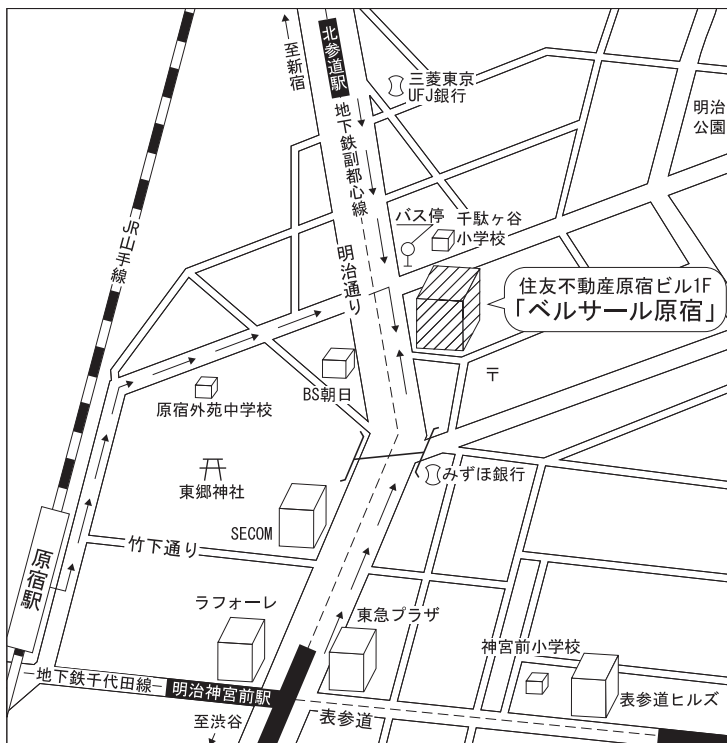 至新宿
北参道駅
地下鉄副都心線
三菱東京
UFJ銀行
明治
公園
JR山手線
明治通り
バス停
千駄ヶ谷
小学校
住友不動産原宿ビル1F
「ベルサール原宿」
BS朝日
〒
原宿外苑中学校
東郷神社
みずほ銀行
SECOM
竹下通り
原宿駅
ラフォーレ
東急プラザ
神宮前小学校
地下鉄千代田線
明治神宮前駅
表参道ヒルズ
至渋谷
表参道